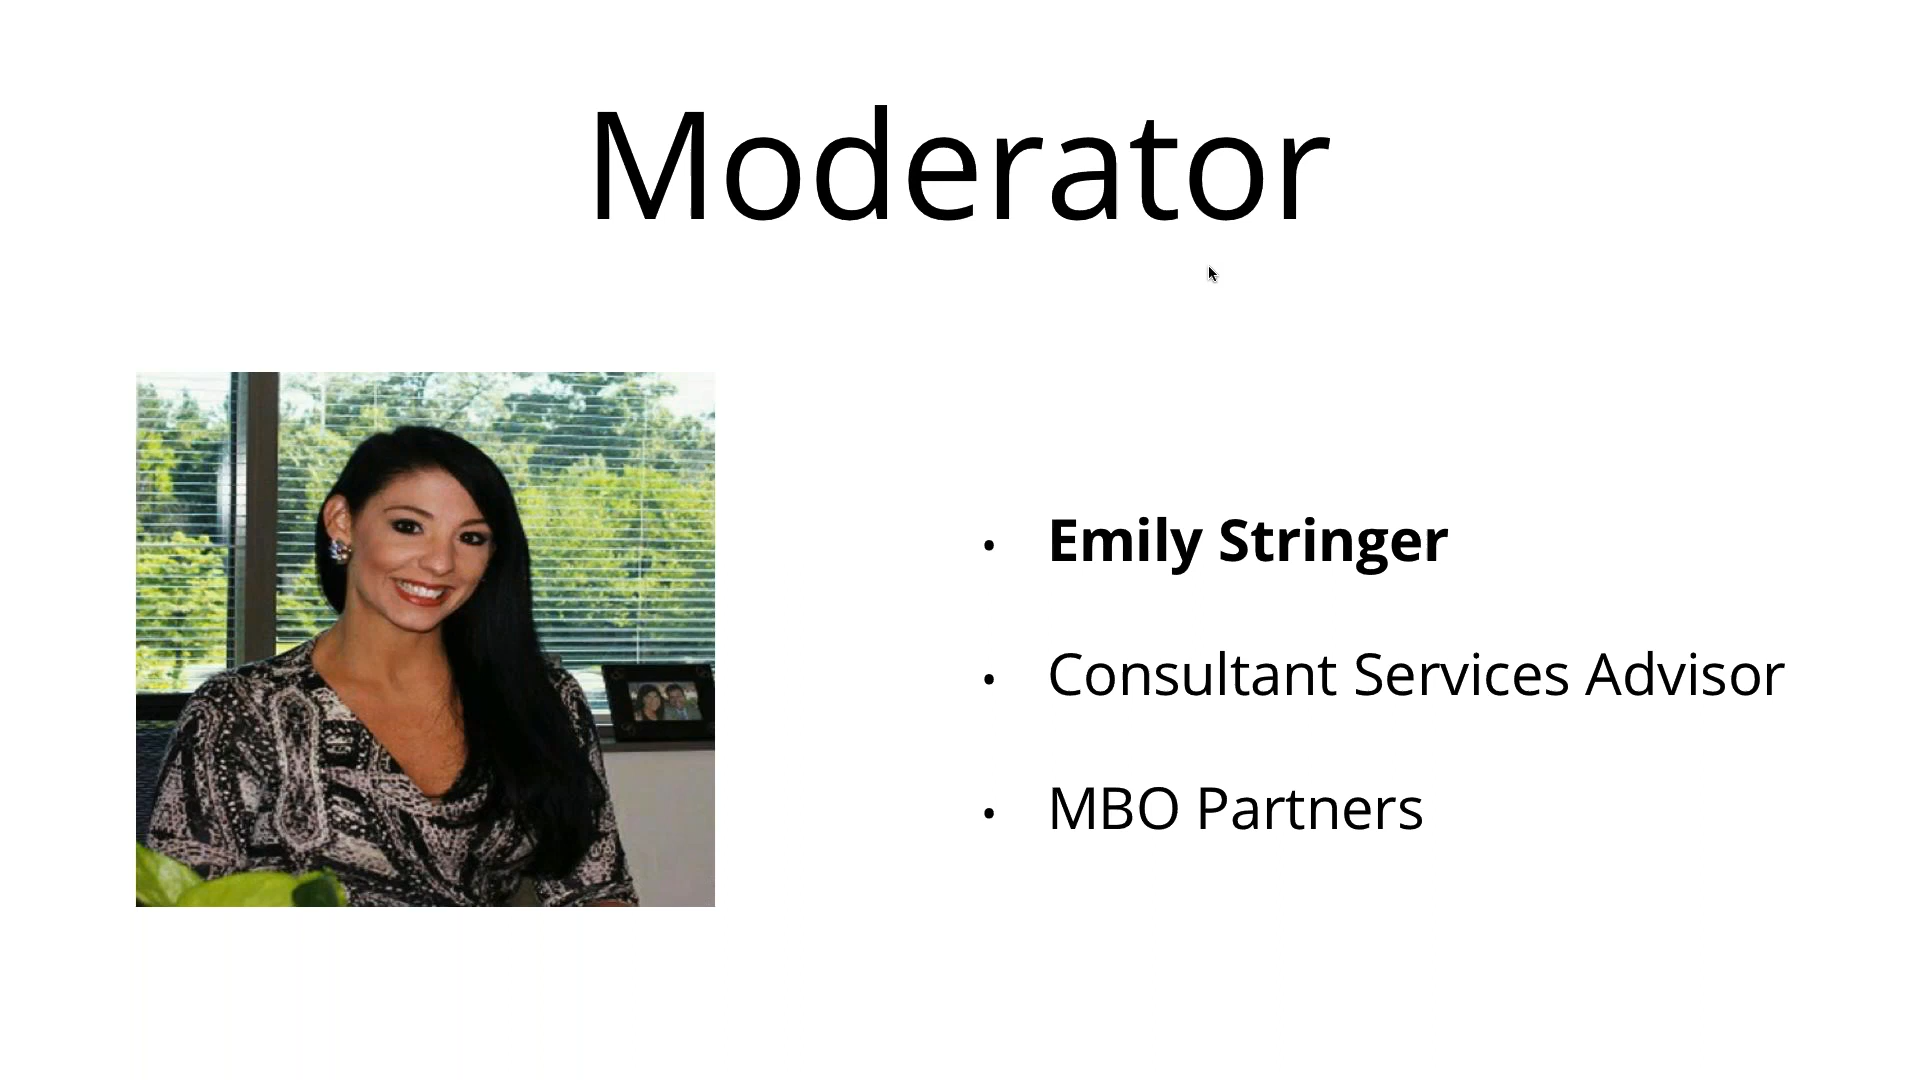 Moderator
• Emily Stringer
• Consultant Services Advisor
• MBO Partners